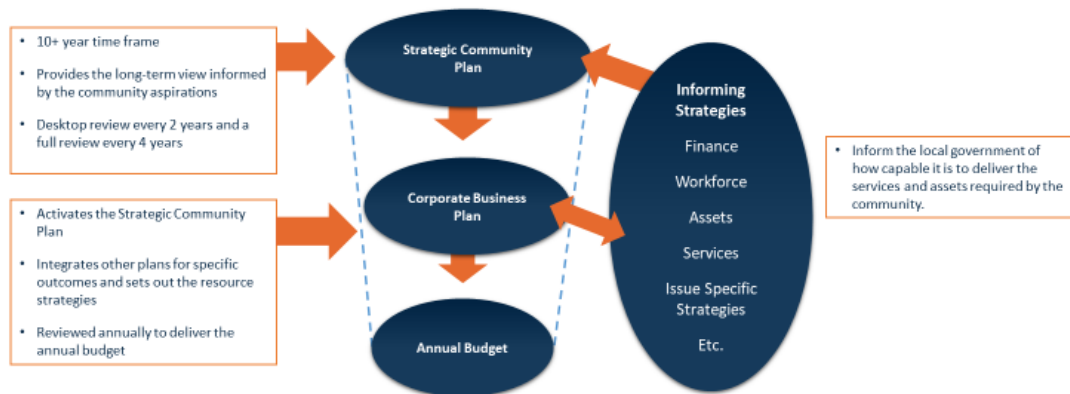 • 10+ year time frame
• Provides the long-term view informed
by the community aspirations
• Desktop review every 2 years and a
full review every 4 years
Strategic Community
Plan
Informing
Strategies
Finance
Workforce
Assets
Services
Issue Specific
Strategies
Etc.
• Inform the local government of
how capable it is to deliver the
services and assets required by the
community.
• Activates the Strategic Community
Plan
• Integrates other plans for specific
outcomes and sets out the resource
strategies
• Reviewed annually to deliver the
annual budget
Corporate Business
Plan
Annual Budget